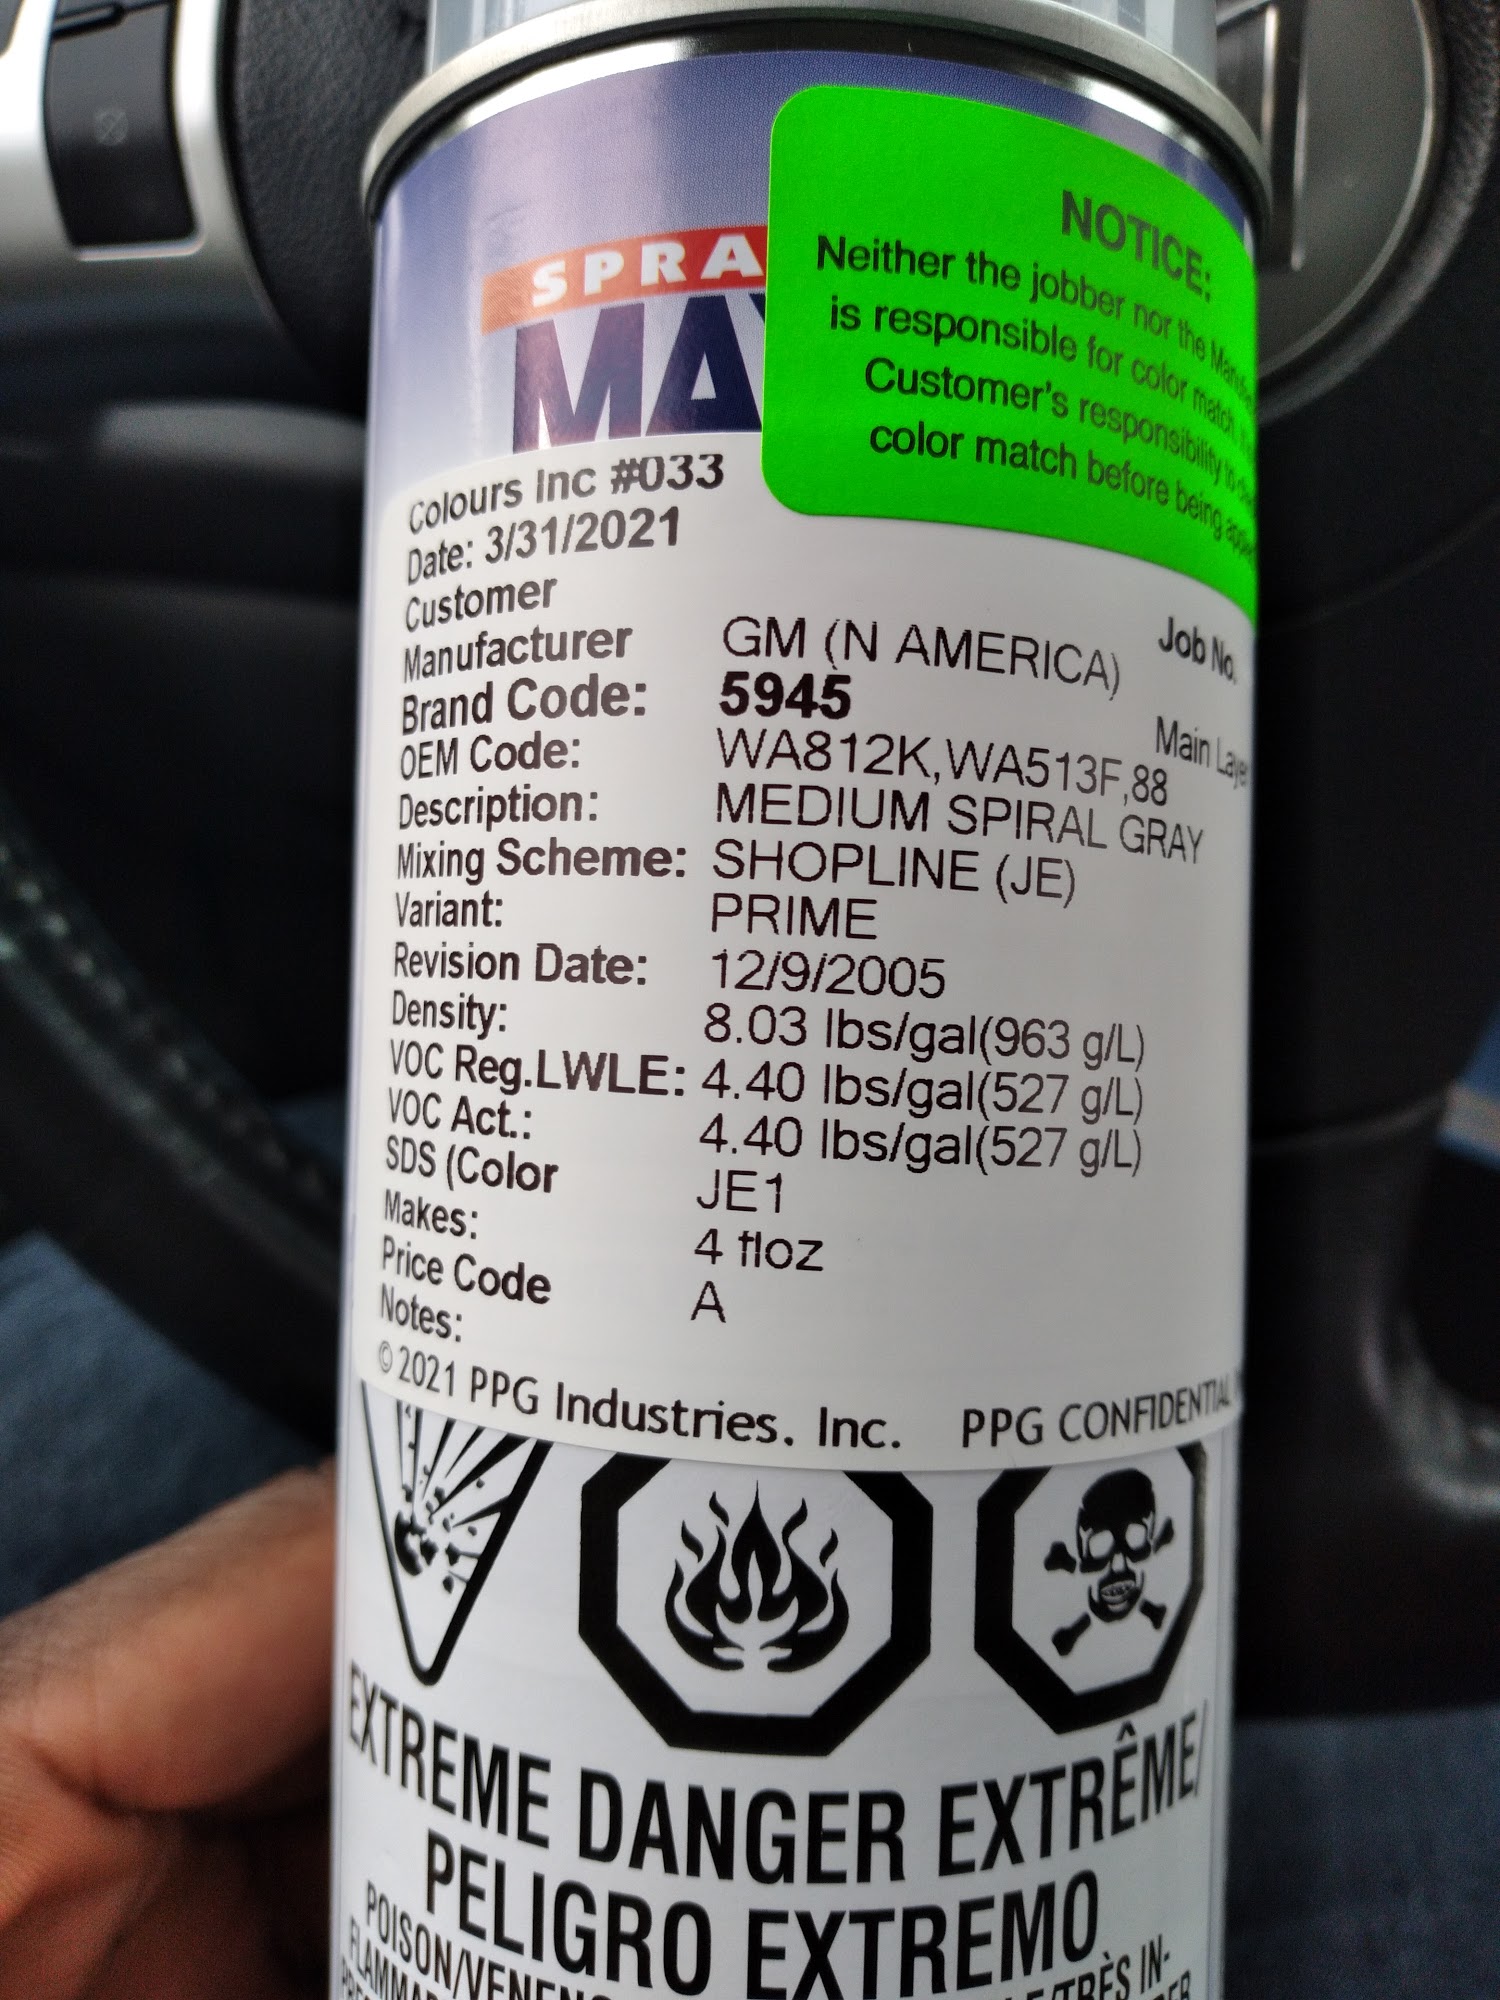 SPRA
MA
NOTICE:
Neither the jobber nor the
is responsible for color match
Customer's responsibility to
color match before being
Colours Inc #033
Date: 3/31/2021
Customer
Job No.
Manufacturer GM (N AMERICA)
Brand Code: 5945
Main
OEM Code: WA812K,WA513F,88
Description: MEDIUM SPIRAL GRAY
Mixing Scheme: SHOPLINE (JE)
Variant: PRIME
Revision Date: 12/9/2005
Density: 8.03 lbs/gal(963 g/L)
VOC Reg.LWLE: 4.40 lbs/gal(527 g/L)
VOC Act.: 4.40 lbs/gal(527 g/L)
SDS (Color JE1
Makes: 4 floz
Price Code A
Notes:
© 2021 PPG Industries. Inc. PPG CONFIDENTIAL
EXTREME DANGER EXTRÊME/
PELIGRO EXTREMO